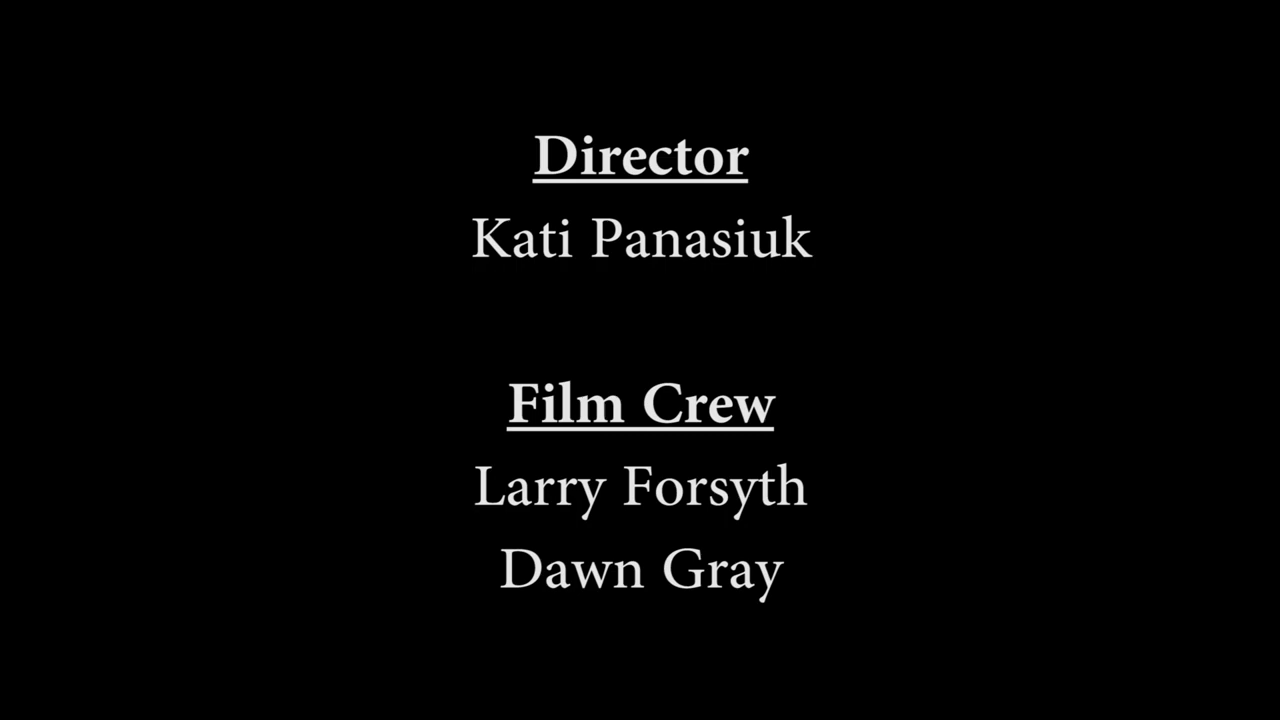 Director
Kati Panasiuk
Film Crew
Larry Forsyth
Dawn Gray